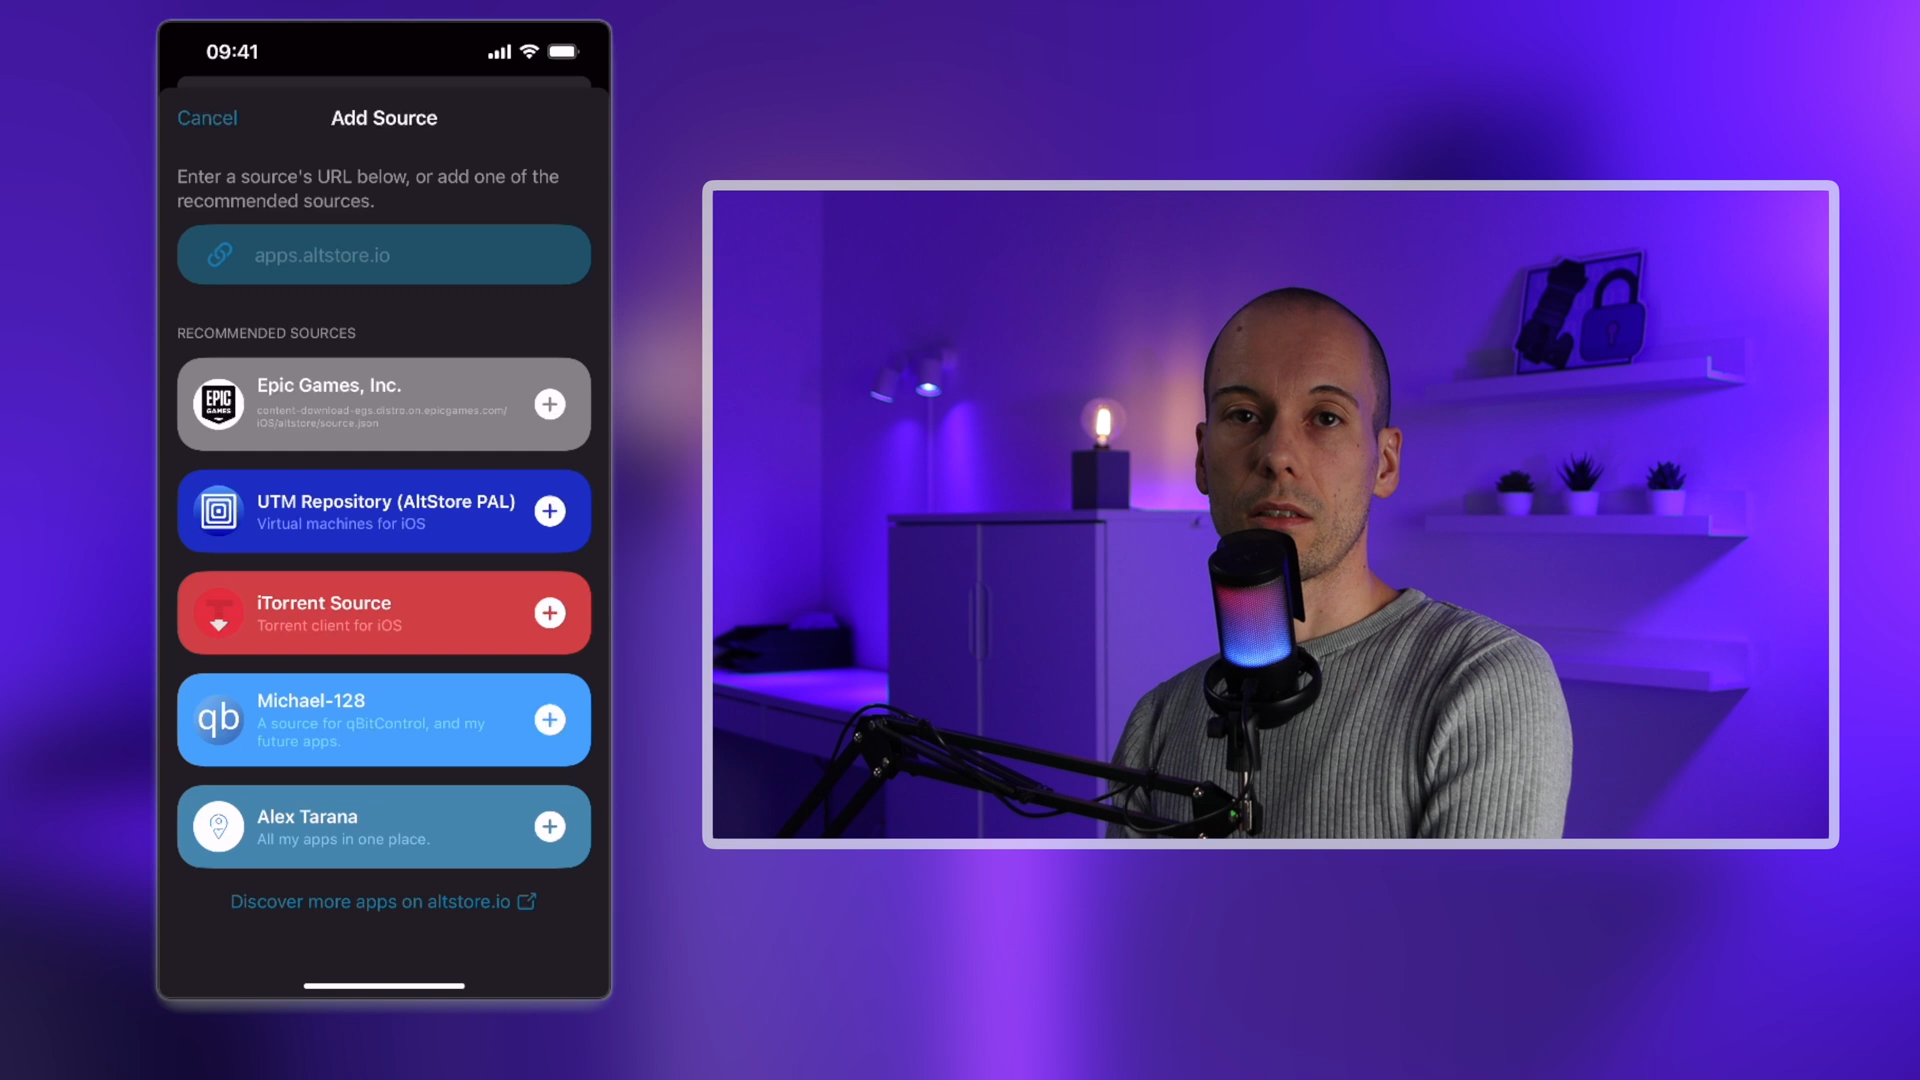 09:41
Cancel
Add Source
Enter a source's URL below, or add one of the
recommended sources.
apps.altstore.io
RECOMMENDED SOURCES
EPIC
GAMES
Epic Games, Inc.
content-download-egs.distro.on.epicgames.com/
iOS/altstore/source.json
UTM Repository (AltStore PAL)
Virtual machines for iOS
iTorrent Source
Torrent client for iOS
qb
Michael-128
A source for qBitControl, and my
future apps.
Alex Tarana
All my apps in one place.
Discover more apps on altstore.io